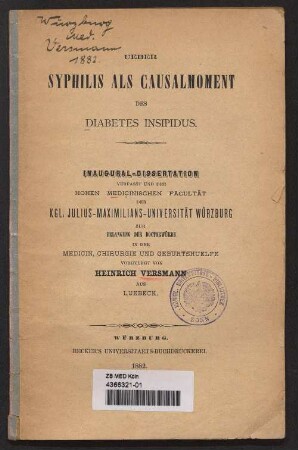 Würzburg
Med.
Versmann
1882.
UEBER
SYPHILIS ALS CAUSALMOMENT
DES
DIABETES INSIPIDUS.
INAUGURAL-DISSERTATION
VERFASST UND DER
HOHEN MEDICINISCHEN FACULTÄT
DER
KGL. JULIUS-MAXIMILIANS-UNIVERSITÄT WÜRZBURG
ZUR
ERLANGUNG DER DOCTORWÜRDE
IN DER
MEDICIN, CHIRURGIE UND GEBURTSHUELFE
VORGELEGT VON
HEINRICH VERSMANN
AUS
LUEBECK.
WÜRZBURG.
BECKER'S UNIVERSITAETS-BUCHDRUCKEREI.
1882.
ZB MED Köln
4366321-01